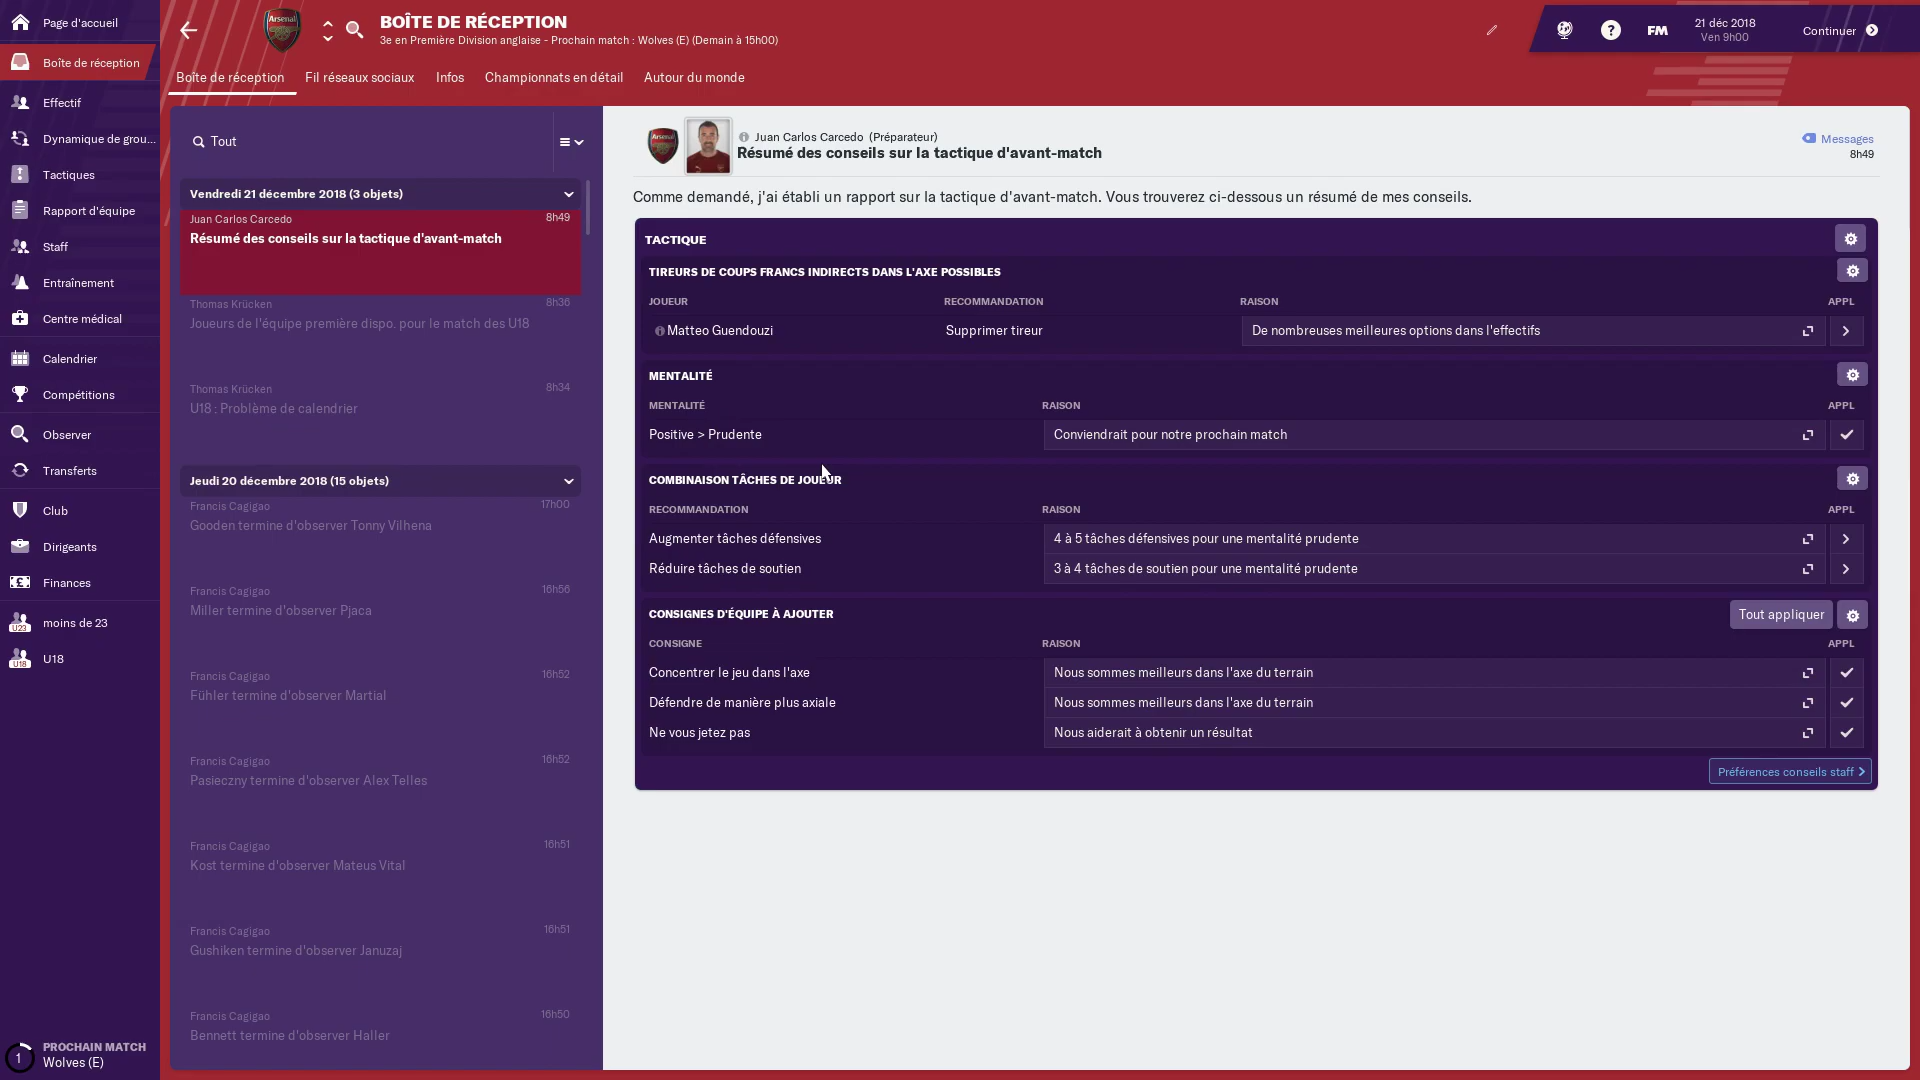 Page d'accueil
Boîte de réception
Effectif
Dynamique de grou...
Tactiques
Rapport d'équipe
Staff
Entraînement
Centre médical
Calendrier
Compétitions
Observer
Transferts
Club
Dirigeants
Finances
U23
moins de 23
U18
U18
1
PROCHAIN MATCH
Wolves (E)
Arsenal
BOÎTE DE RÉCEPTION
3e en Première Division anglaise - Prochain match : Wolves (E) (Demain à 15h00)
?
FM
21 déc 2018
Ven 9h00
Continuer
Boîte de réception
Fil réseaux sociaux
Infos
Championnats en détail
Autour du monde
Tout
Vendredi 21 décembre 2018 (3 objets)
Juan Carlos Carcedo 8h49
Résumé des conseils sur la tactique d'avant-match
Thomas Krücken 8h36
Joueurs de l'équipe première dispo. pour le match des U18
Thomas Krücken 8h34
U18 : Problème de calendrier
Jeudi 20 décembre 2018 (15 objets)
Francis Cagigao 17h00
Gooden termine d'observer Tonny Vilhena
Francis Cagigao 16h56
Miller termine d'observer Pjaca
Francis Cagigao 16h52
Fühler termine d'observer Martial
Francis Cagigao 16h52
Pasieczny termine d'observer Alex Telles
Francis Cagigao 16h51
Kost termine d'observer Mateus Vital
Francis Cagigao 16h51
Gushiken termine d'observer Januzaj
Francis Cagigao 16h50
Bennett termine d'observer Haller
Arsenal
Juan Carlos Carcedo (Préparateur)
Résumé des conseils sur la tactique d'avant-match
Messages
8h49
Comme demandé, j'ai établi un rapport sur la tactique d'avant-match. Vous trouverez ci-dessous un résumé de mes conseils.
TACTIQUE
TIREURS DE COUPS FRANCS INDIRECTS DANS L'AXE POSSIBLES
JOUEUR RECOMMANDATION RAISON APPL
Matteo Guendouzi Supprimer tireur De nombreuses meilleures options dans l'effectifs
MENTALITÉ
MENTALITÉ RAISON APPL
Positive > Prudente Conviendrait pour notre prochain match
COMBINAISON TÂCHES DE JOUEUR
RECOMMANDATION RAISON APPL
Augmenter tâches défensives 4 à 5 tâches défensives pour une mentalité prudente
Réduire tâches de soutien 3 à 4 tâches de soutien pour une mentalité prudente
CONSIGNES D'ÉQUIPE À AJOUTER Tout appliquer
CONSIGNE RAISON APPL
Concentrer le jeu dans l'axe Nous sommes meilleurs dans l'axe du terrain
Défendre de manière plus axiale Nous sommes meilleurs dans l'axe du terrain
Ne vous jetez pas Nous aiderait à obtenir un résultat
Préférences conseils staff